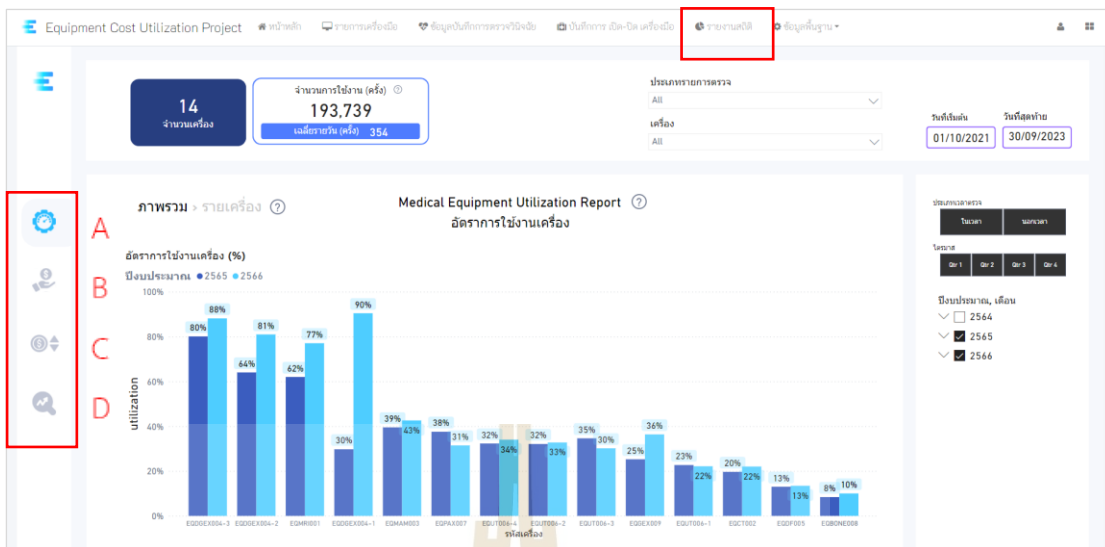 Equipment Cost Utilization Project หน้าหลัก รายการเครื่องมือ ข้อมูลบันทึกการตรวจวินิจฉัย บันทึกการ เปิด-ปิด เครื่องมือ รายงานสถิติ ข้อมูลพื้นฐาน
14
จำนวนเครื่อง
จำนวนการใช้งาน (ครั้ง)
193,739
เฉลี่ยรายวัน (ครั้ง) 354
ประเภทรายการตรวจ
All
เครื่อง
All
วันที่เริ่มต้น วันที่สุดท้าย
01/10/2021 30/09/2023
A
B
C
D
ภาพรวม » รายเครื่อง ?
Medical Equipment Utilization Report ?
อัตราการใช้งานเครื่อง
อัตราการใช้งานเครื่อง (%)
ปีงบประมาณ 2565 2566
utilization
100%
80%
60%
40%
20%
0%
80% 88%
64% 81%
62% 77%
30% 90%
39% 43%
38% 31%
32% 34%
32% 33%
35% 30%
25% 36%
23% 22%
20% 22%
13% 13%
8% 10%
EQDGEX004-3 EQDGEX004-2 EQMRI001 EQDGEX004-1 EQMAM003 EQPAX007 EQUT006-4 EQUT006-2 EQUT006-3 EQGEX009 EQUT006-1 EQCT002 EQDF005 EQBONE008
รหัสเครื่อง
ประเภทเวลาตรวจ
ในเวลา นอกเวลา
ไตรมาส
Qtr 1 Qtr 2 Qtr 3 Qtr 4
ปีงบประมาณ, เดือน
2564
2565
2566